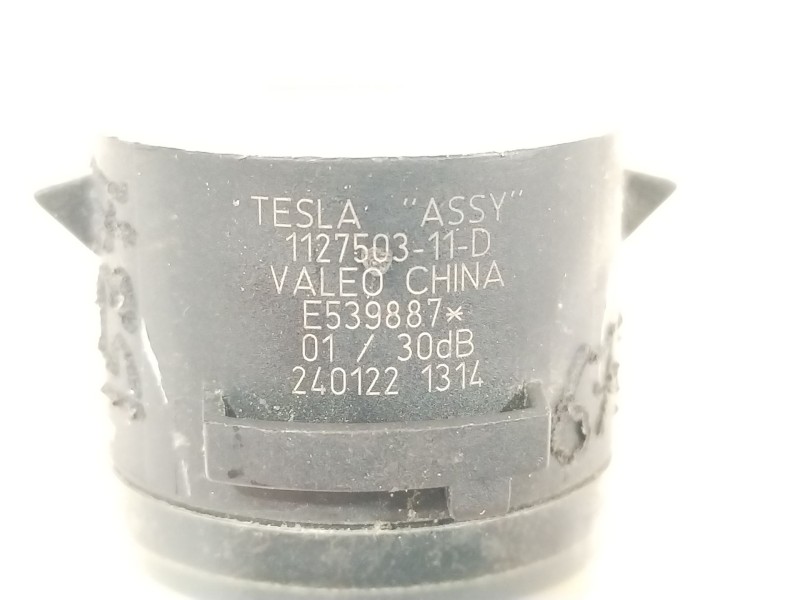 'TESLA' "ASSY"
1127503-11-D
VALEO CHINA
E539887*
01 / 30dB
240122 1314